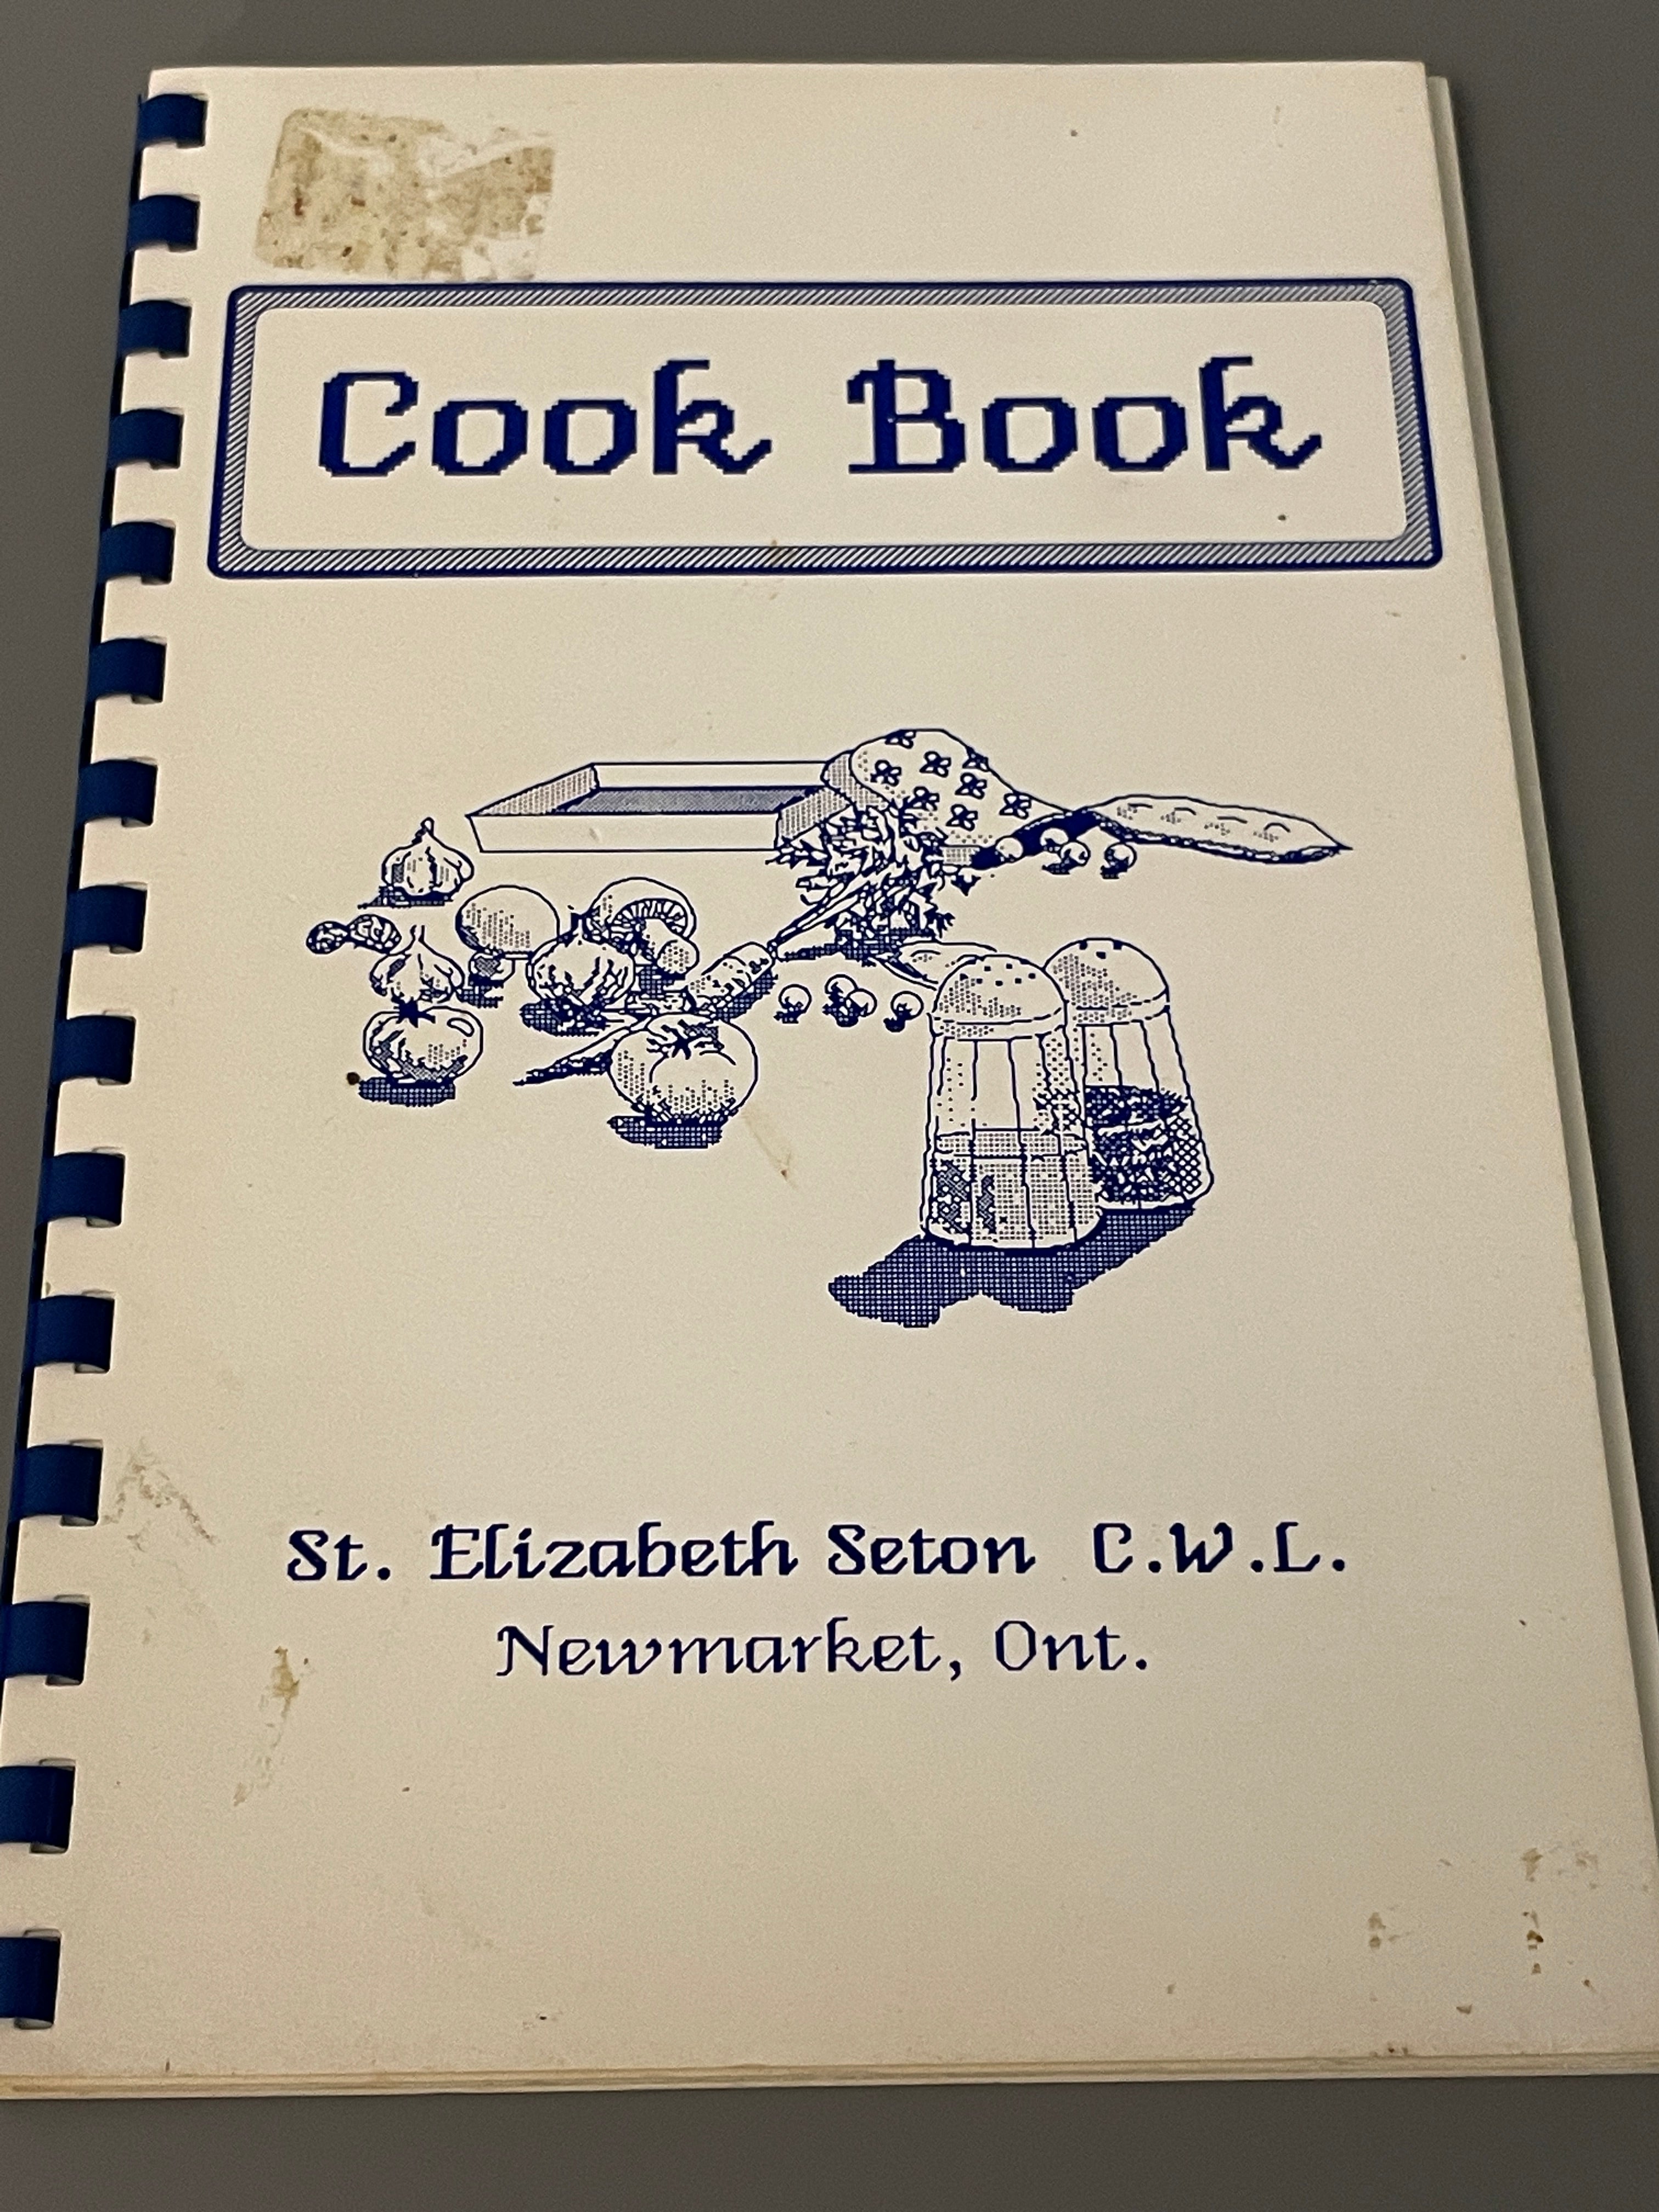 Cook Book
St. Elizabeth Seton C.W.L.
Newmarket, Ont.